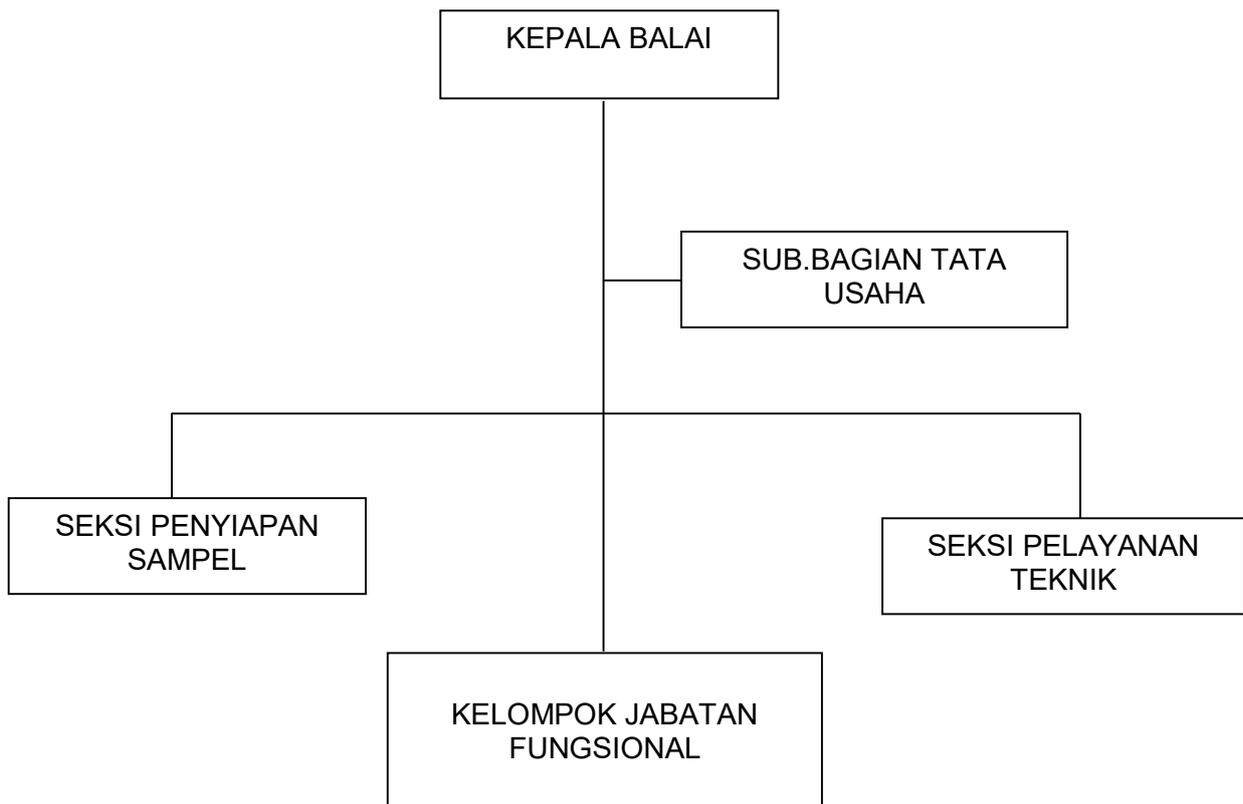 KEPALA BALAI
SUB.BAGIAN TATA
USAHA
SEKSI PENYIAPAN
SAMPEL
SEKSI PELAYANAN
TEKNIK
KELOMPOK JABATAN
FUNGSIONAL